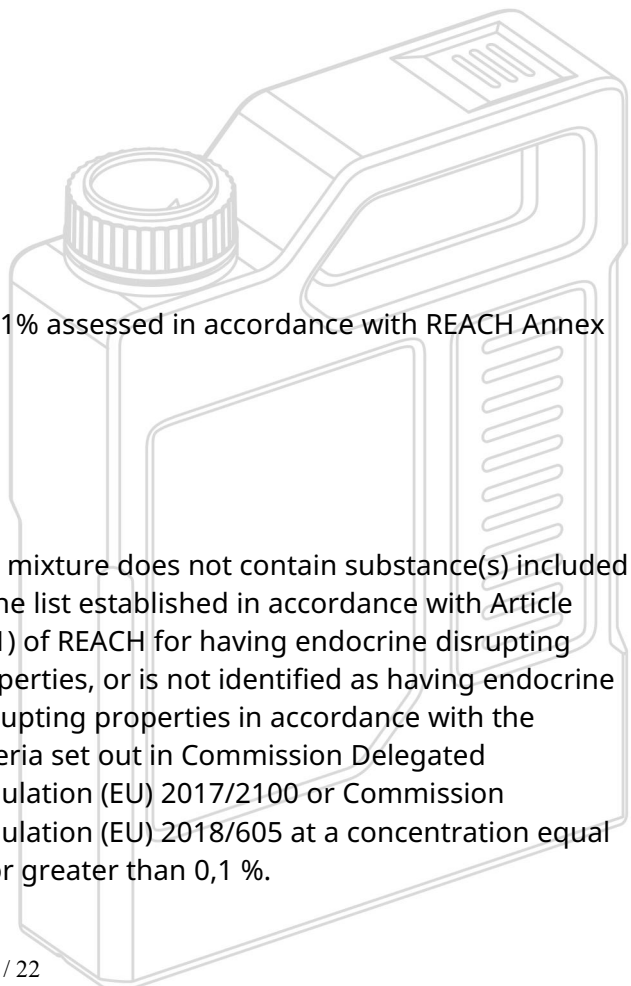 1% assessed in accordance with REACH Annex
mixture does not contain substance(s) included
he list established in accordance with Article
1) of REACH for having endocrine disrupting
perties, or is not identified as having endocrine
upting properties in accordance with the
eria set out in Commission Delegated
ulation (EU) 2017/2100 or Commission
ulation (EU) 2018/605 at a concentration equal
or greater than 0,1 %.
/ 22